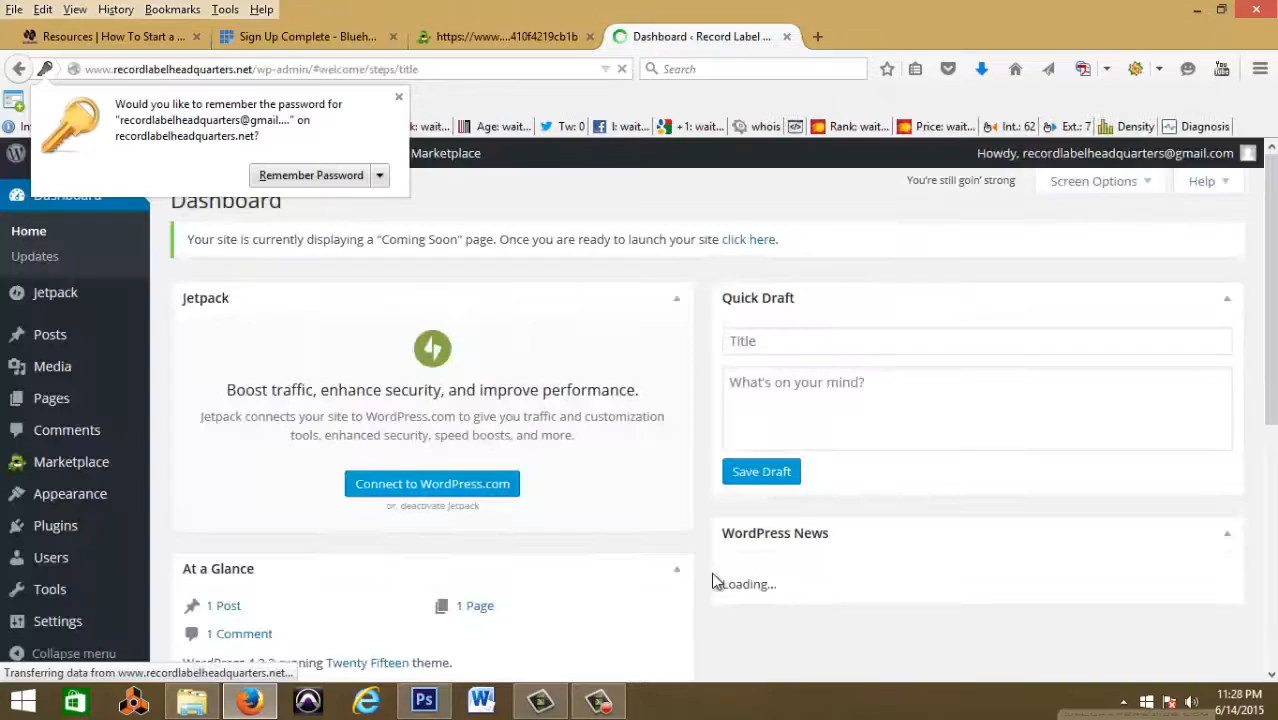 File Edit View History Bookmarks Tools Help
Resources | How To Start a ...
Sign Up Complete - Blueh...
https://www....410f4219cb1b
Dashboard ‹ Record Label ...
www.recordlabelheadquarters.net/wp-admin/#welcome/steps/title
Search
Would you like to remember the password for
"recordlabelheadquarters@gmail...." on
recordlabelheadquarters.net?
Remember Password
wait...
Age: wait...
Tw: 0
l: wait...
+1: wait...
whois
Rank: wait...
Price: wait...
Int.: 62
Ext.: 7
Density
Diagnosis
Marketplace
Howdy, recordlabelheadquarters@gmail.com
You're still goin' strong
Screen Options
Help
Dashboard
Dashboard
Your site is currently displaying a "Coming Soon" page. Once you are ready to launch your site click here.
Home
Updates
Jetpack
Posts
Media
Pages
Comments
Marketplace
Appearance
Plugins
Users
Tools
Settings
Collapse menu
Jetpack
Boost traffic, enhance security, and improve performance.
Jetpack connects your site to WordPress.com to give you traffic and customization
tools, enhanced security, speed boosts, and more.
Connect to WordPress.com
or, deactivate Jetpack
At a Glance
1 Post
1 Page
1 Comment
WordPress 4.2.2 running Twenty Fifteen theme.
Quick Draft
Title
What's on your mind?
Save Draft
WordPress News
Loading...
Transferring data from www.recordlabelheadquarters.net...
Ps
W
11:28 PM
6/14/2015